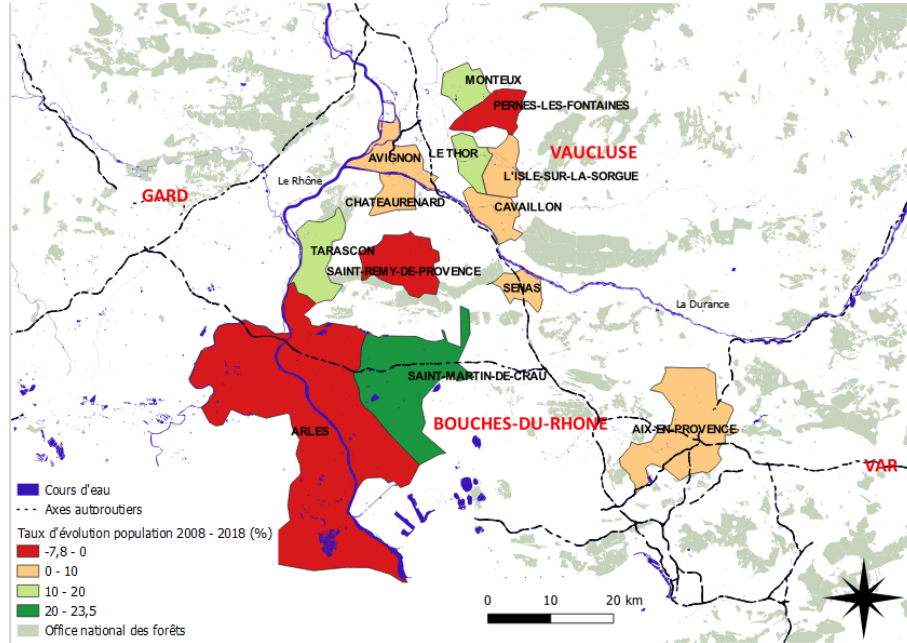 MONTEUX
PERNES-LES-FONTAINES
AVIGNON
LE THOR
VAUCLUSE
L'ISLE-SUR-LA-SORGUE
Le Rhône
GARD
CHATEAURENARD
CAVAILLON
TARASCON
SAINT-REMY-DE-PROVENCE
SENAS
La Durance
SAINT-MARTIN-DE-CRAU
BOUCHES-DU-RHONE
ARLES
AIX-EN-PROVENCE
VAR
Cours d'eau
Axes autoroutiers
Taux d'évolution population 2008 - 2018 (%)
-7,8 - 0
0 - 10
10 - 20
20 - 23,5
Office national des forêts
0 10 20 km